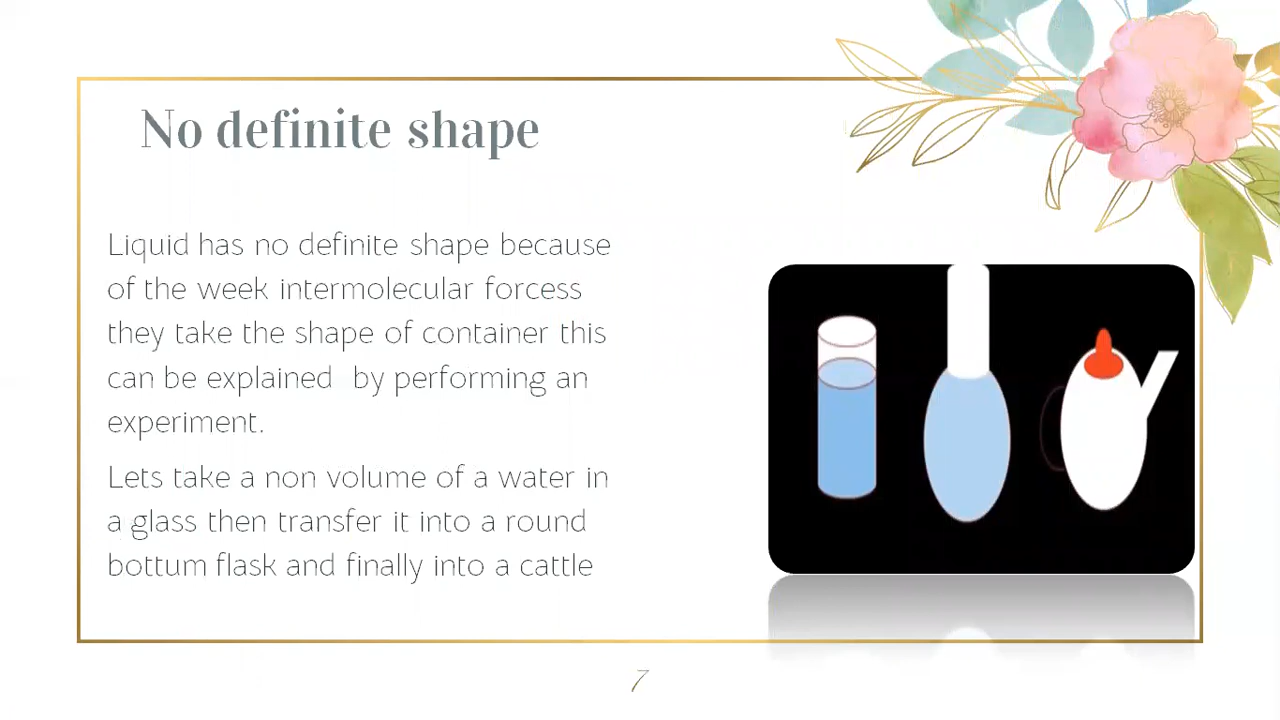 No definite shape
Liquid has no definite shape because
of the week intermolecular forcess
they take the shape of container this
can be explained by performing an
experiment.
Lets take a non volume of a water in
a glass then transfer it into a round
bottum flask and finally into a cattle
7